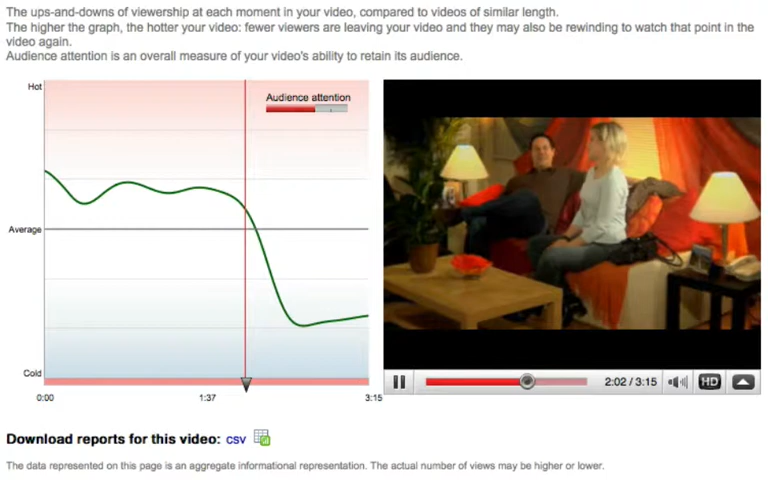 The ups-and-downs of viewership at each moment in your video, compared to videos of similar length.
The higher the graph, the hotter your video: fewer viewers are leaving your video and they may also be rewinding to watch that point in the
video again.
Audience attention is an overall measure of your video's ability to retain its audience.
Hot
Audience attention
Average
Cold
0:00
1:37
3:15
2:02 / 3:15
HD
Download reports for this video: csv
The data represented on this page is an aggregate informational representation. The actual number of views may be higher or lower.